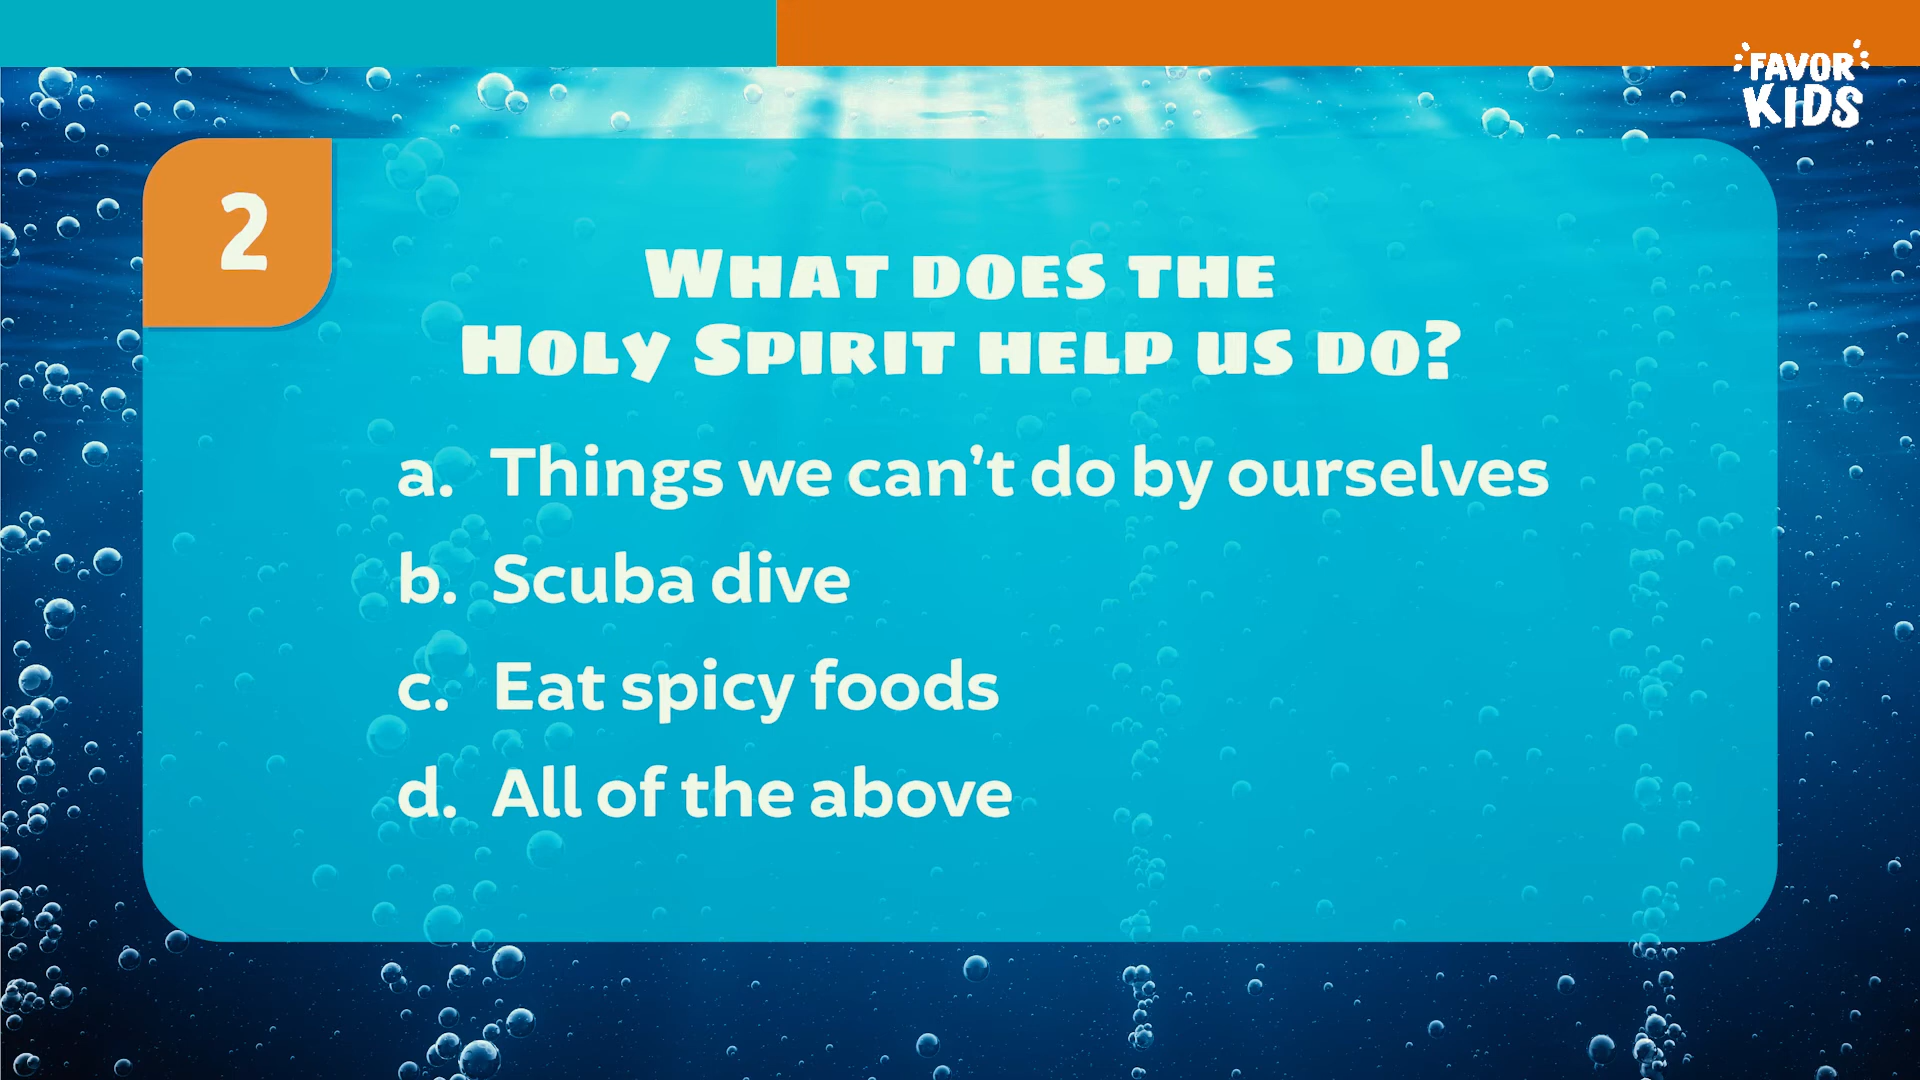 FAVOR
KIDS
2
What does the
Holy Spirit help us do?
a. Things we can't do by ourselves
b. Scuba dive
c. Eat spicy foods
d. All of the above